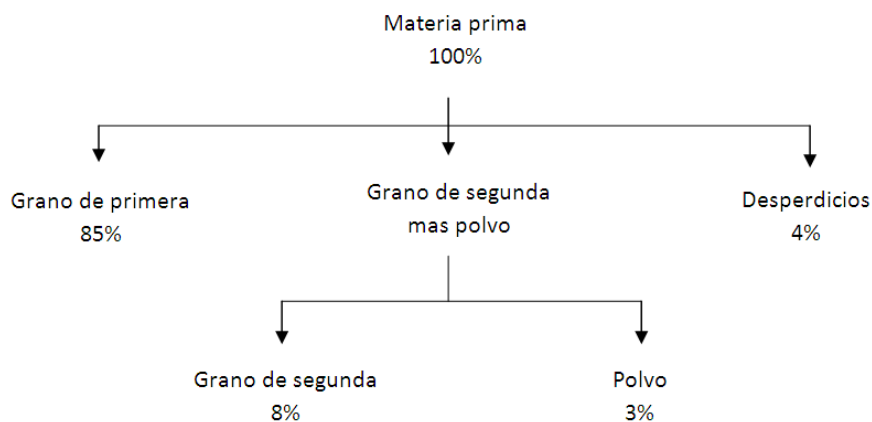 Materia prima
100%
Grano de primera
85%
Grano de segunda
mas polvo
Desperdicios
4%
Grano de segunda
8%
Polvo
3%